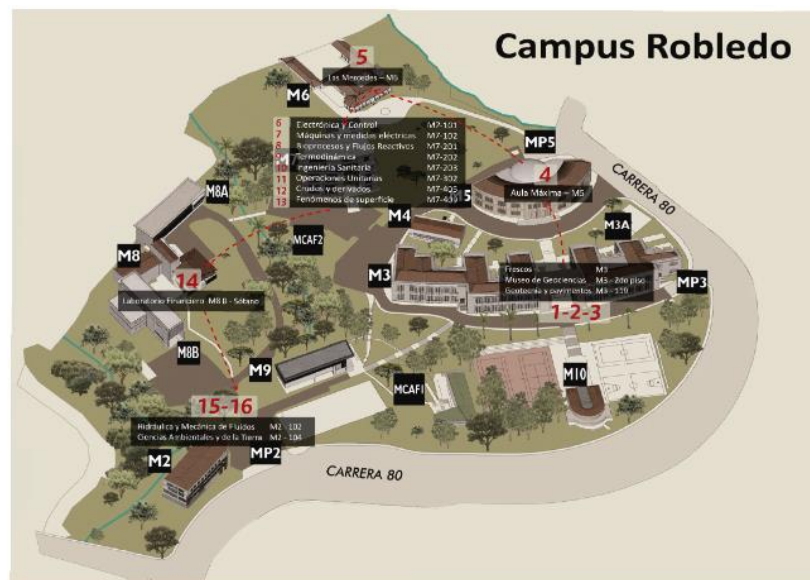 Campus Robledo
5
Las Mercedes – M6
M6
6 Electrónica y Control M7-101
7 Máquinas y medidas eléctricas M7-102
8 Bioprocesos y Flujos Reactivos M7-201
9 Termodinámica M7-202
10 Ingeniería Sanitaria M7-203
11 Operaciones Unitarias M7-302
12 Crudos y derivados M7-405
13 Fenómenos de superficie
MP5
4
Aula Máxima – M5
CARRERA 80
M8A
M4
M3A
MCAF2
M8
M3
Frescos M3
Museo de Geociencias M3 - 2do piso
Geotecnia y pavimentos M3 - 119
MP3
14
Laboratorio Financiero M8 B - Sótano
1-2-3
M8B
M9
M10
MCAF1
15-16
Hidráulica y Mecánica de Fluidos M2 - 102
Ciencias Ambientales y de la Tierra M2 - 104
M2
MP2
CARRERA 80